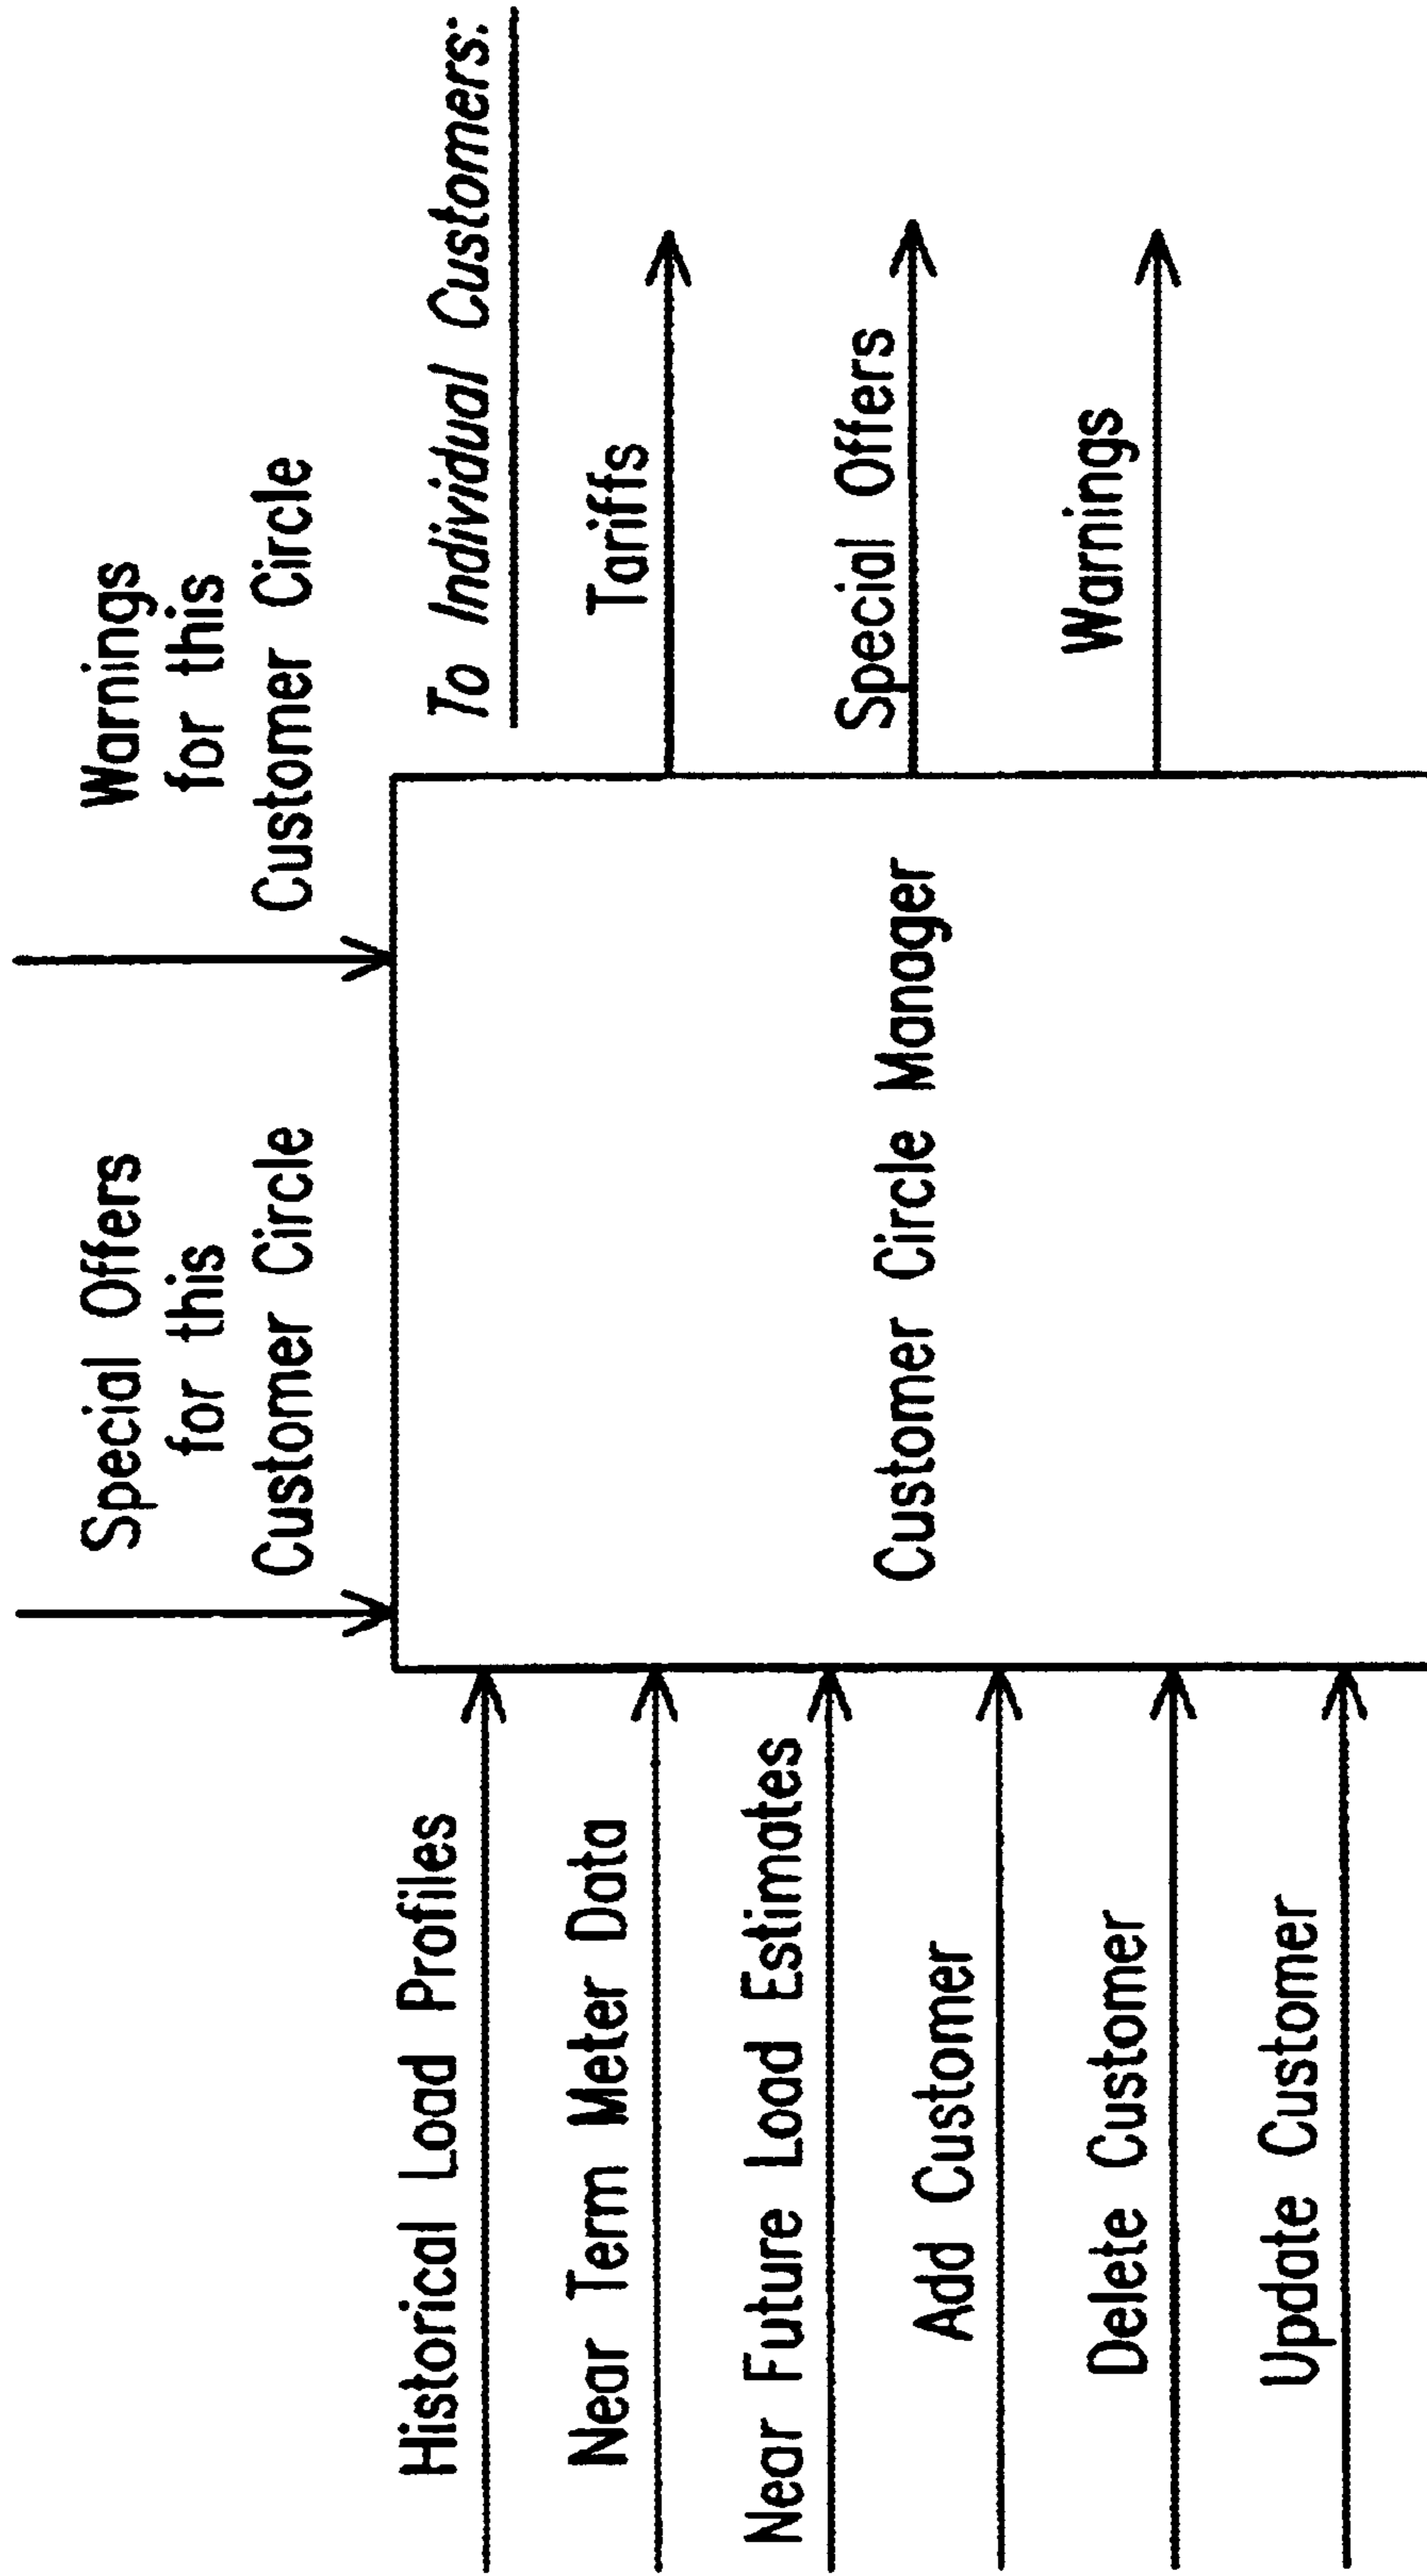 Special Offers
for this
Customer Circle
Warnings
for this
Customer Circle
Historical Load Profiles
Near Term Meter Data
Near Future Load Estimates
Add Customer
Delete Customer
Update Customer
Customer Circle Manager
To Individual Customers:
Tariffs
Special Offers
Warnings